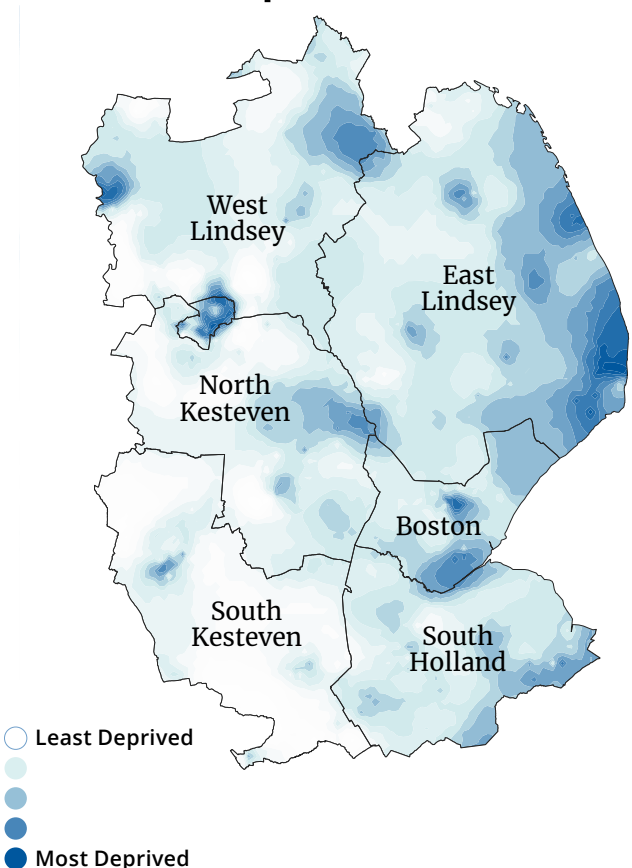 West
Lindsey
East
Lindsey
North
Kesteven
Boston
South
Kesteven
South
Holland
Least Deprived
Most Deprived